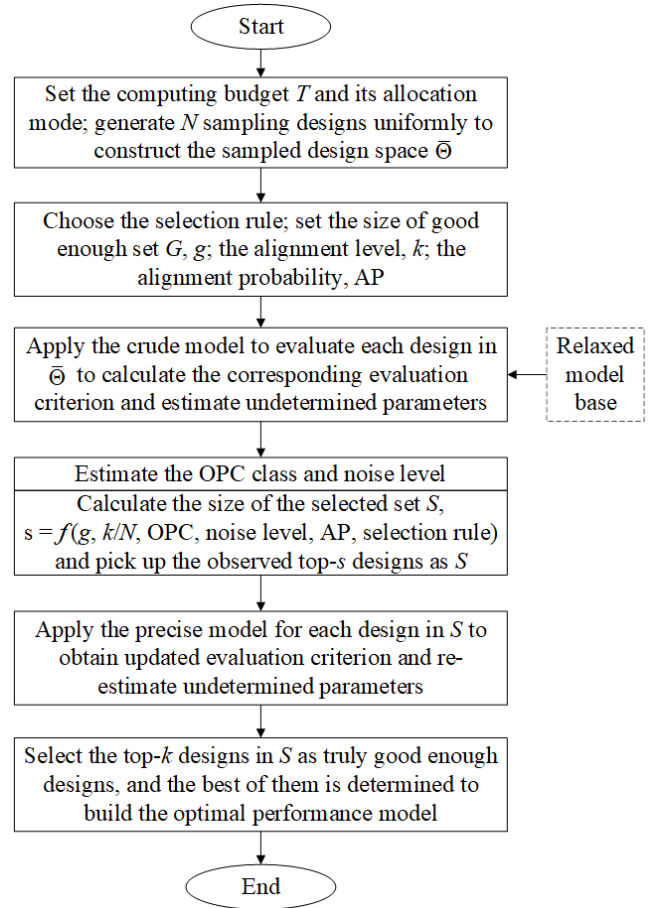 Start
Set the computing budget T and its allocation
mode; generate N sampling designs uniformly to
construct the sampled design space Θ̅
Choose the selection rule; set the size of good
enough set G, g; the alignment level, k; the
alignment probability, AP
Apply the crude model to evaluate each design in
Θ̅ to calculate the corresponding evaluation
criterion and estimate undetermined parameters
Relaxed
model
base
Estimate the OPC class and noise level
Calculate the size of the selected set S,
s = f(g, k/N, OPC, noise level, AP, selection rule)
and pick up the observed top-s designs as S
Apply the precise model for each design in S to
obtain updated evaluation criterion and re-
estimate undetermined parameters
Select the top-k designs in S as truly good enough
designs, and the best of them is determined to
build the optimal performance model
End